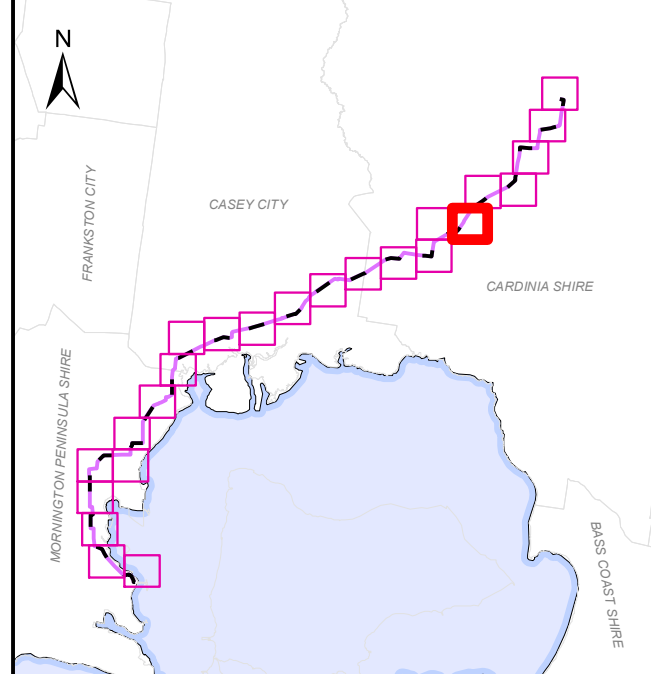 N
FRANKSTON CITY
CASEY CITY
CARDINIA SHIRE
MORNINGTON PENINSULA SHIRE
BASS COAST SHIRE